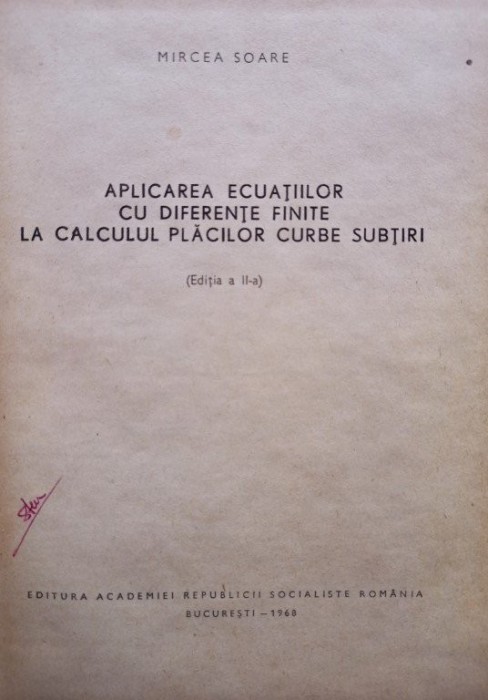 MIRCEA SOARE
APLICAREA ECUAȚIILOR
CU DIFERENȚE FINITE
LA CALCULUL PLĂCILOR CURBE SUBȚIRI
(Ediția a II-a)
EDITURA ACADEMIEI REPUBLICII SOCIALISTE ROMÂNIA
BUCUREȘTI — 1968